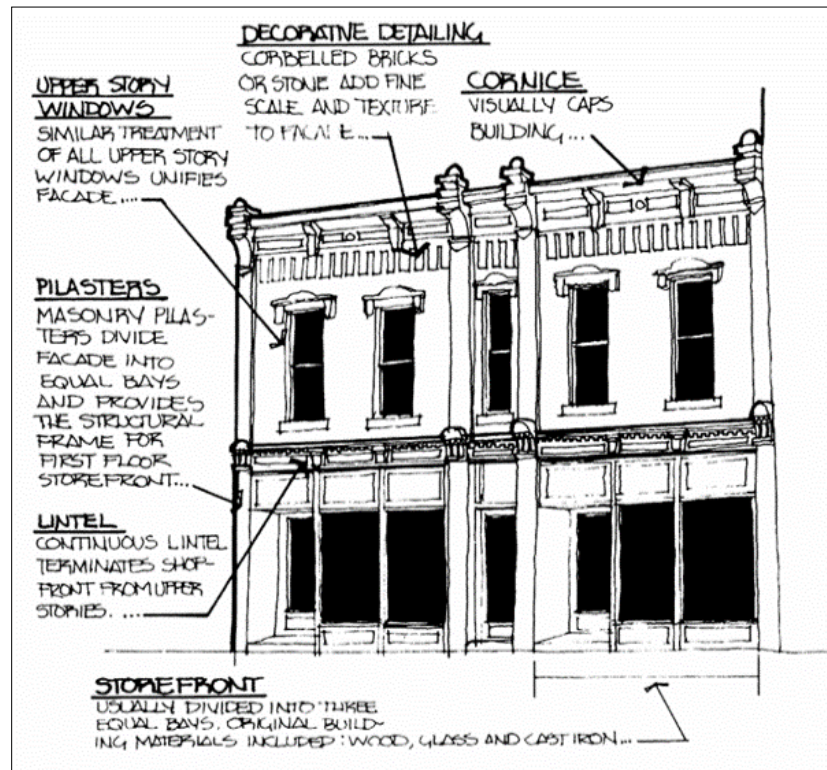 DECORATIVE DETAILING
CORBELLED BRICKS
OR STONE ADD FINE
SCALE AND TEXTURE
TO FACADE...
UPPER STORY
WINDOWS
SIMILAR TREATMENT
OF ALL UPPER STORY
WINDOWS UNIFIES
FACADE....
CORNICE
VISUALLY CAPS
BUILDING...
PILASTERS
MASONRY PILAS-
TERS DIVIDE
FACADE INTO
EQUAL BAYS
AND PROVIDES
THE STRUCTURAL
FRAME FOR
FIRST FLOOR
STOREFRONT...
LINTEL
CONTINUOUS LINTEL
TERMINATES SHOP-
FRONT FROM UPPER
STORIES. ....
STOREFRONT
USUALLY DIVIDED INTO THREE
EQUAL BAYS. ORIGINAL BUILD-
ING MATERIALS INCLUDED: WOOD, GLASS AND CAST IRON...